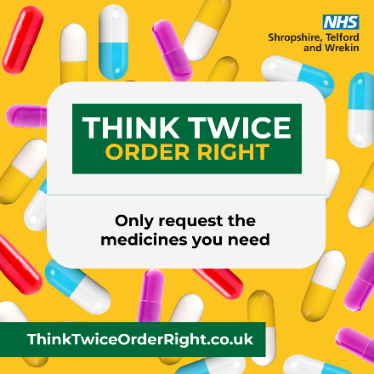 NHS
Shropshire, Telford
and Wrekin
THINK TWICE
ORDER RIGHT
Only request the
medicines you need
ThinkTwiceOrderRight.co.uk